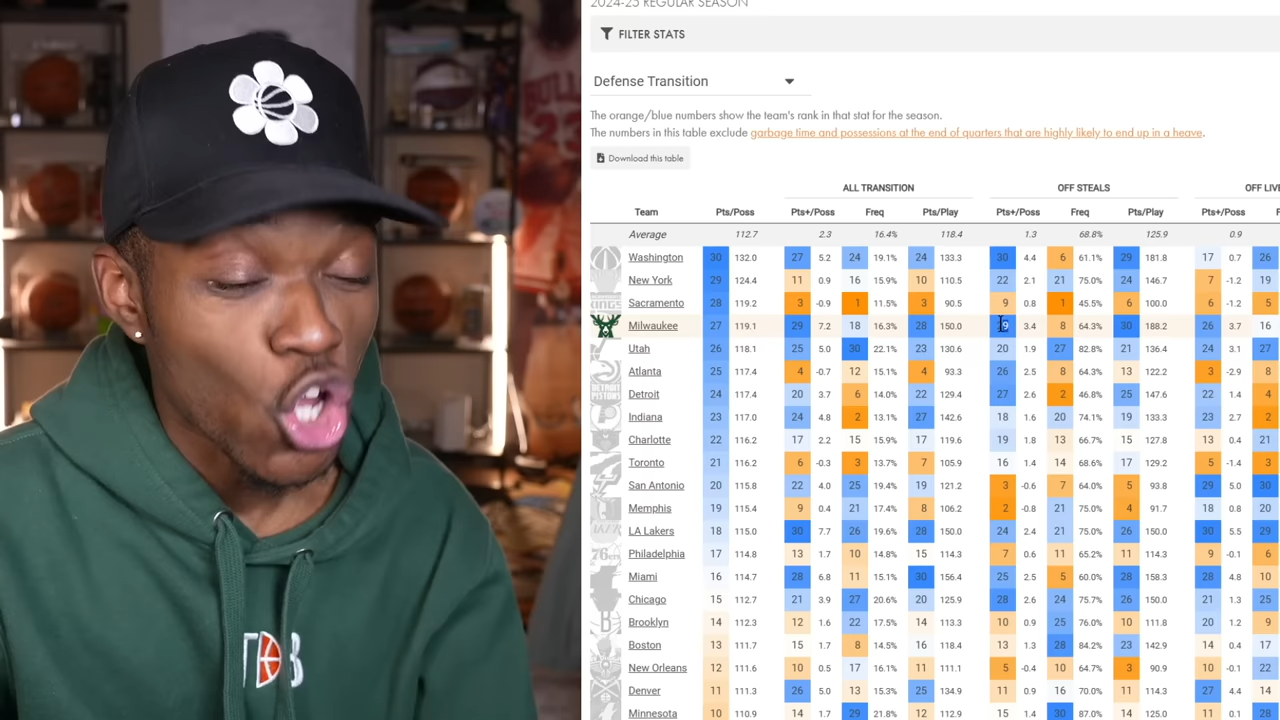 2024-25 REGULAR SEASON
FILTER STATS
Defense Transition
The orange/blue numbers show the team's rank in that stat for the season.
The numbers in this table exclude garbage time and possessions at the end of quarters that are highly likely to end up in a heave.
Download this table
ALL TRANSITION OFF STEALS OFF LIVE
Team Pts/Poss Pts+/Poss Freq Pts/Play Pts+/Poss Freq Pts/Play Pts+/Poss
Average 112.7 2.3 16.4% 118.4 1.3 68.8% 125.9 0.9
Washington 30 132.0 27 5.2 24 19.1% 24 133.3 30 4.4 6 61.1% 29 181.8 17 0.7 26
New York 29 124.4 11 0.9 16 15.9% 10 110.5 22 2.1 21 75.0% 24 146.7 7 -1.2 19
Sacramento 28 119.2 3 -0.9 1 11.5% 3 90.5 9 0.8 1 45.5% 6 100.0 6 -1.2 5
Milwaukee 27 119.1 29 7.2 18 16.3% 28 150.0 3.4 8 64.3% 30 188.2 26 3.7 16
Utah 26 118.1 25 5.0 30 22.1% 23 130.6 20 1.9 27 82.8% 21 136.4 24 3.1 27
Atlanta 25 117.4 4 -0.7 12 15.1% 4 93.3 26 2.5 8 64.3% 13 122.2 3 -2.9 8
Detroit 24 117.4 20 3.7 6 14.0% 22 129.4 27 2.6 2 46.8% 25 147.6 22 1.4 4
Indiana 23 117.0 24 4.8 2 13.1% 27 142.6 18 1.6 20 74.1% 19 133.3 23 2.7 2
Charlotte 22 116.2 17 2.2 15 15.9% 17 119.6 19 1.8 13 66.7% 15 127.8 13 0.4 21
Toronto 21 116.2 6 -0.3 3 13.7% 7 105.9 16 1.4 14 68.6% 17 129.2 5 -1.4 3
San Antonio 20 115.8 22 4.0 25 19.4% 19 121.2 3 -0.6 7 64.0% 5 93.8 29 5.0 30
Memphis 19 115.4 9 0.4 21 17.4% 8 106.2 2 -0.8 21 75.0% 4 91.7 18 0.8 20
LA Lakers 18 115.0 30 7.7 26 19.6% 28 150.0 24 2.4 21 75.0% 26 150.0 30 5.5 29
Philadelphia 17 114.8 13 1.7 10 14.8% 15 114.3 7 0.6 11 65.2% 11 114.3 9 -0.1 6
Miami 16 114.7 28 6.8 11 15.1% 30 156.4 25 2.5 5 60.0% 28 158.3 28 4.8 10
Chicago 15 112.7 21 3.9 27 20.6% 20 125.9 28 2.6 24 75.7% 26 150.0 21 1.3 25
Brooklyn 14 112.3 12 1.6 22 17.5% 14 113.3 10 0.9 25 76.0% 10 111.8 20 1.2 9
Boston 13 111.7 15 1.9 8 14.5% 16 118.4 13 1.3 28 84.2% 23 142.9 14 0.4 17
New Orleans 12 111.6 10 0.5 17 16.1% 11 111.1 5 -0.4 10 64.7% 3 90.9 10 -0.1 22
Denver 11 111.3 26 5.0 13 15.3% 25 134.9 11 0.9 16 70.0% 11 114.3 27 4.4 14
Minnesota 10 110.9 14 1.7 29 21.8% 12 112.9 15 1.4 30 87.0% 14 125.0 11 0.1 28